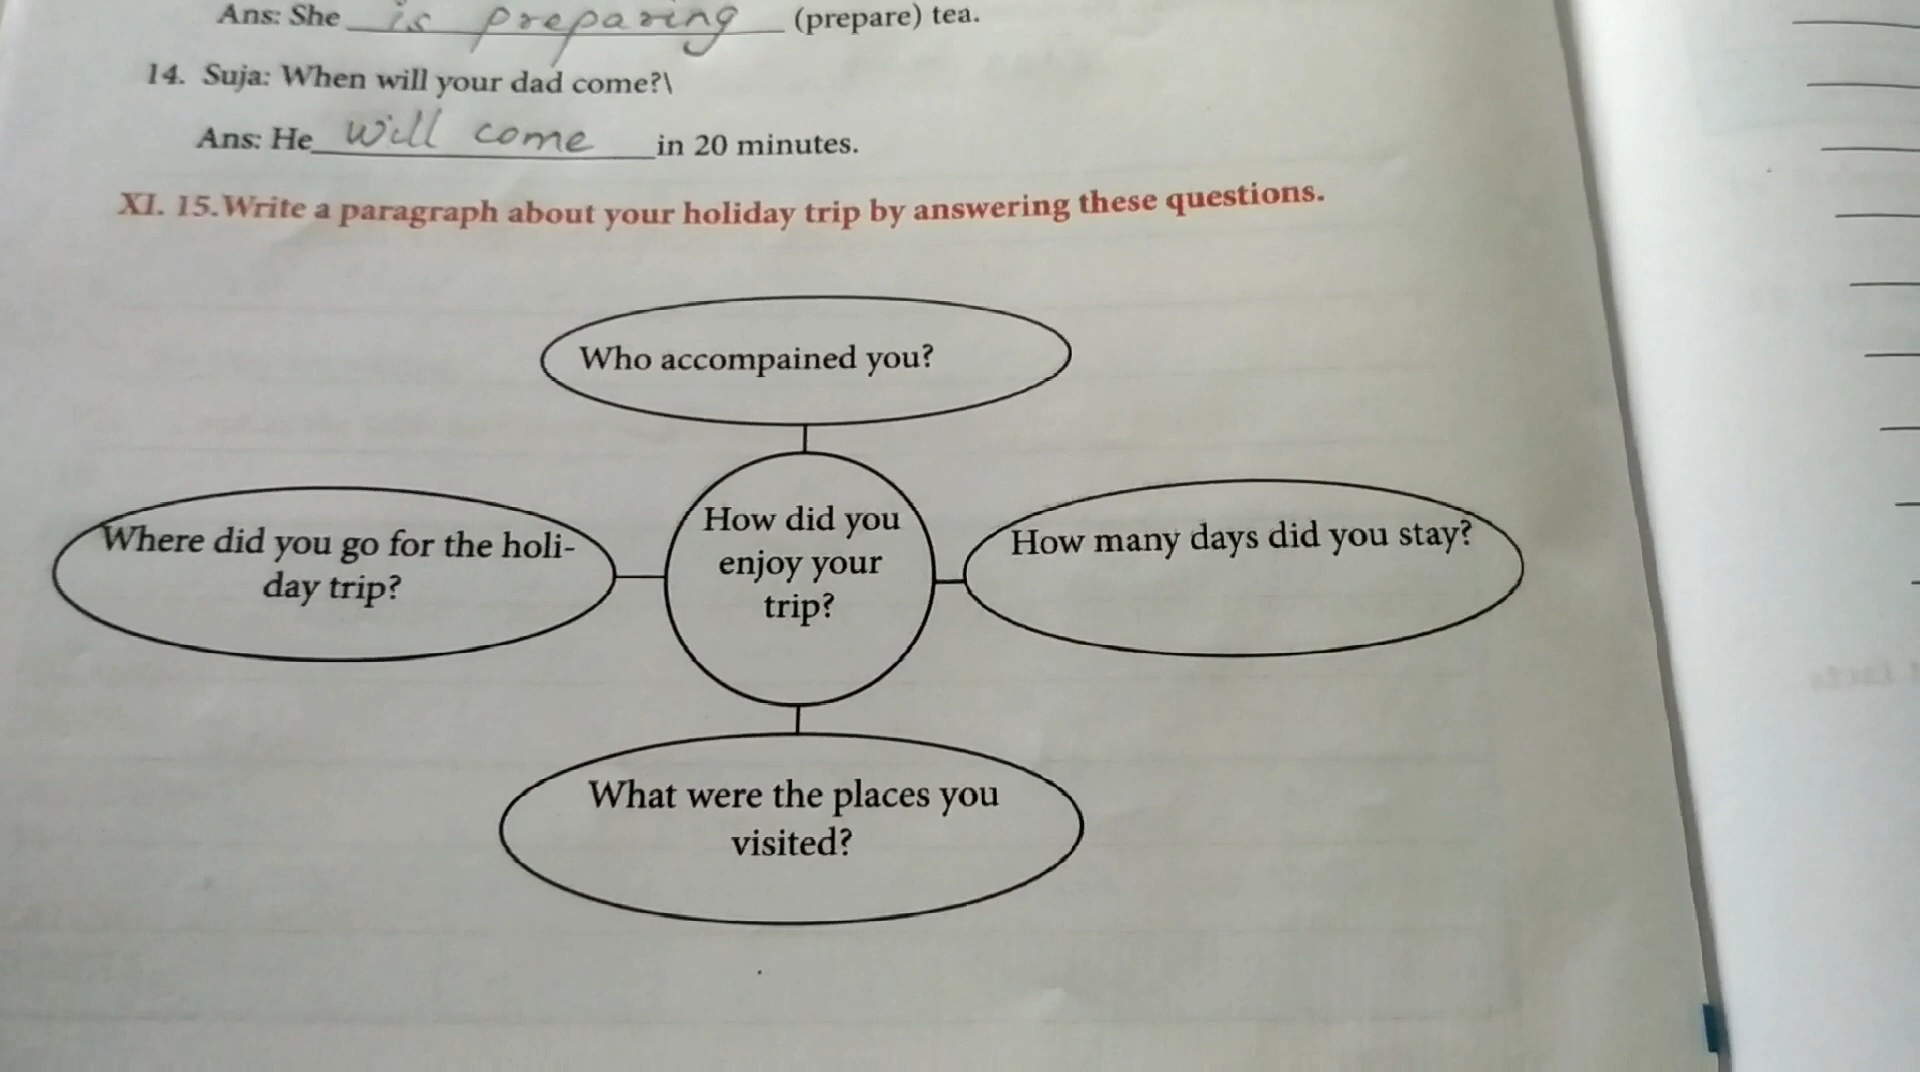 Ans: She is preparing (prepare) tea.
14. Suja: When will your dad come?\
Ans: He will come in 20 minutes.
XI. 15.Write a paragraph about your holiday trip by answering these questions.
Who accompained you?
Where did you go for the holi-
day trip?
How did you
enjoy your
trip?
How many days did you stay?
What were the places you
visited?